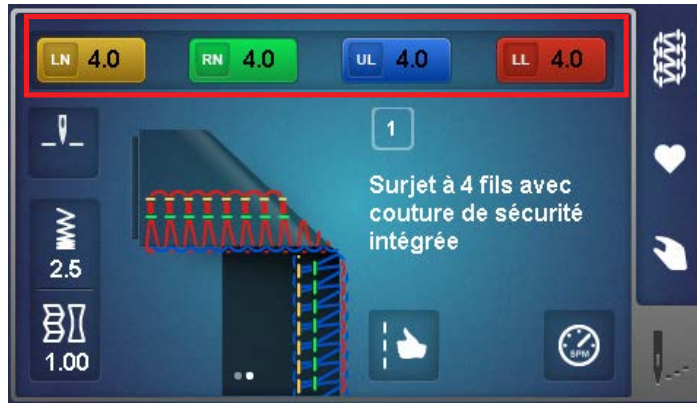 LN 4.0 RN 4.0 UL 4.0 LL 4.0
1
Surjet à 4 fils avec
couture de sécurité
intégrée
2.5
1.00
SPM